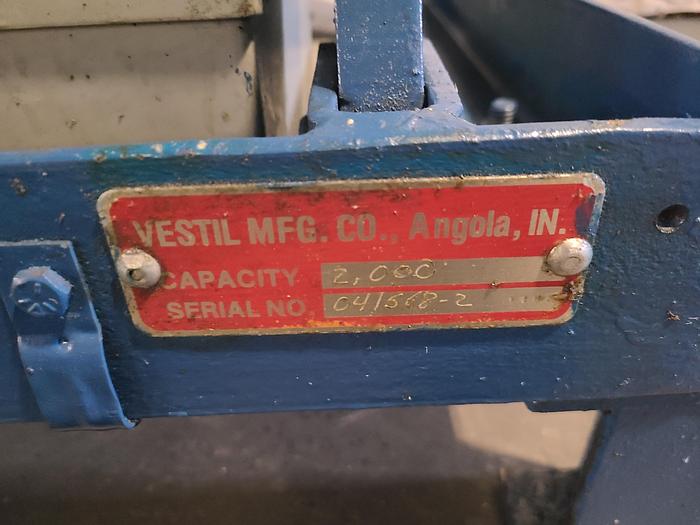 VESTIL MFG. CO., Angola, IN.
CAPACITY 2,000
SERIAL NO 041568-2